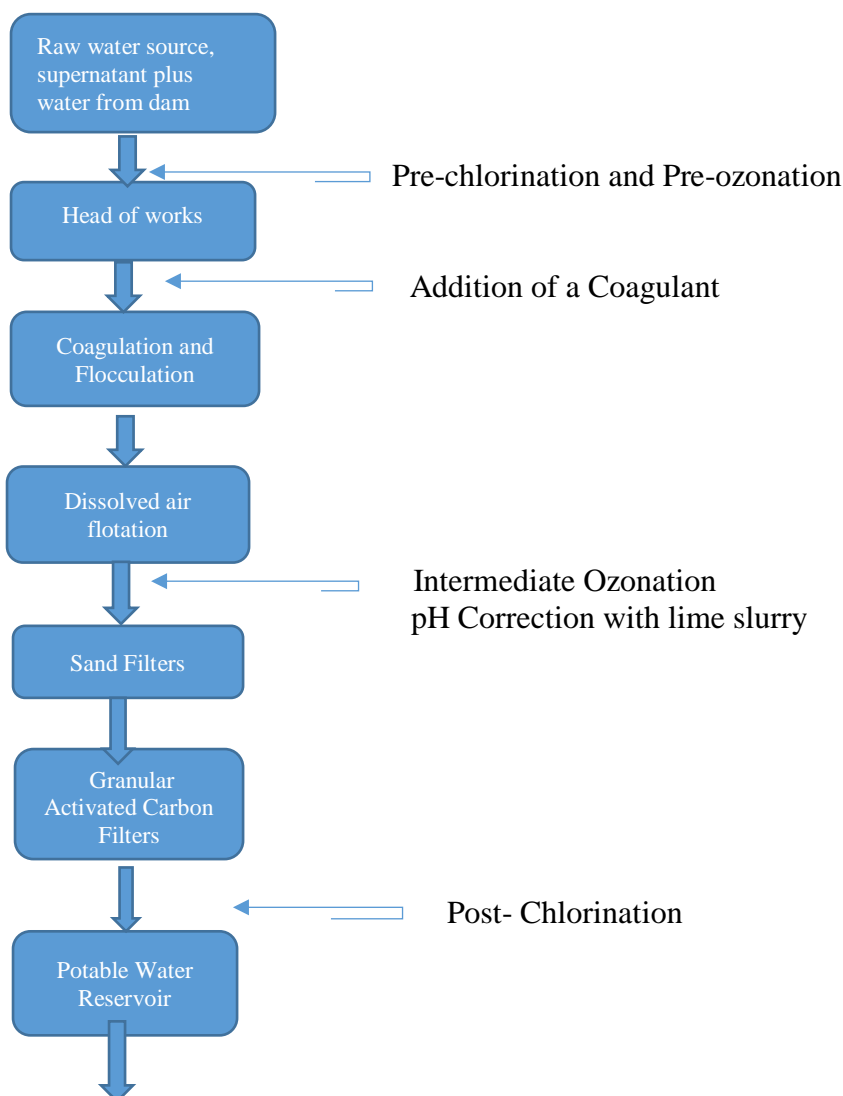 Raw water source,
supernatant plus
water from dam
Pre-chlorination and Pre-ozonation
Head of works
Addition of a Coagulant
Coagulation and
Flocculation
Dissolved air
flotation
Intermediate Ozonation
pH Correction with lime slurry
Sand Filters
Granular
Activated Carbon
Filters
Post- Chlorination
Potable Water
Reservoir